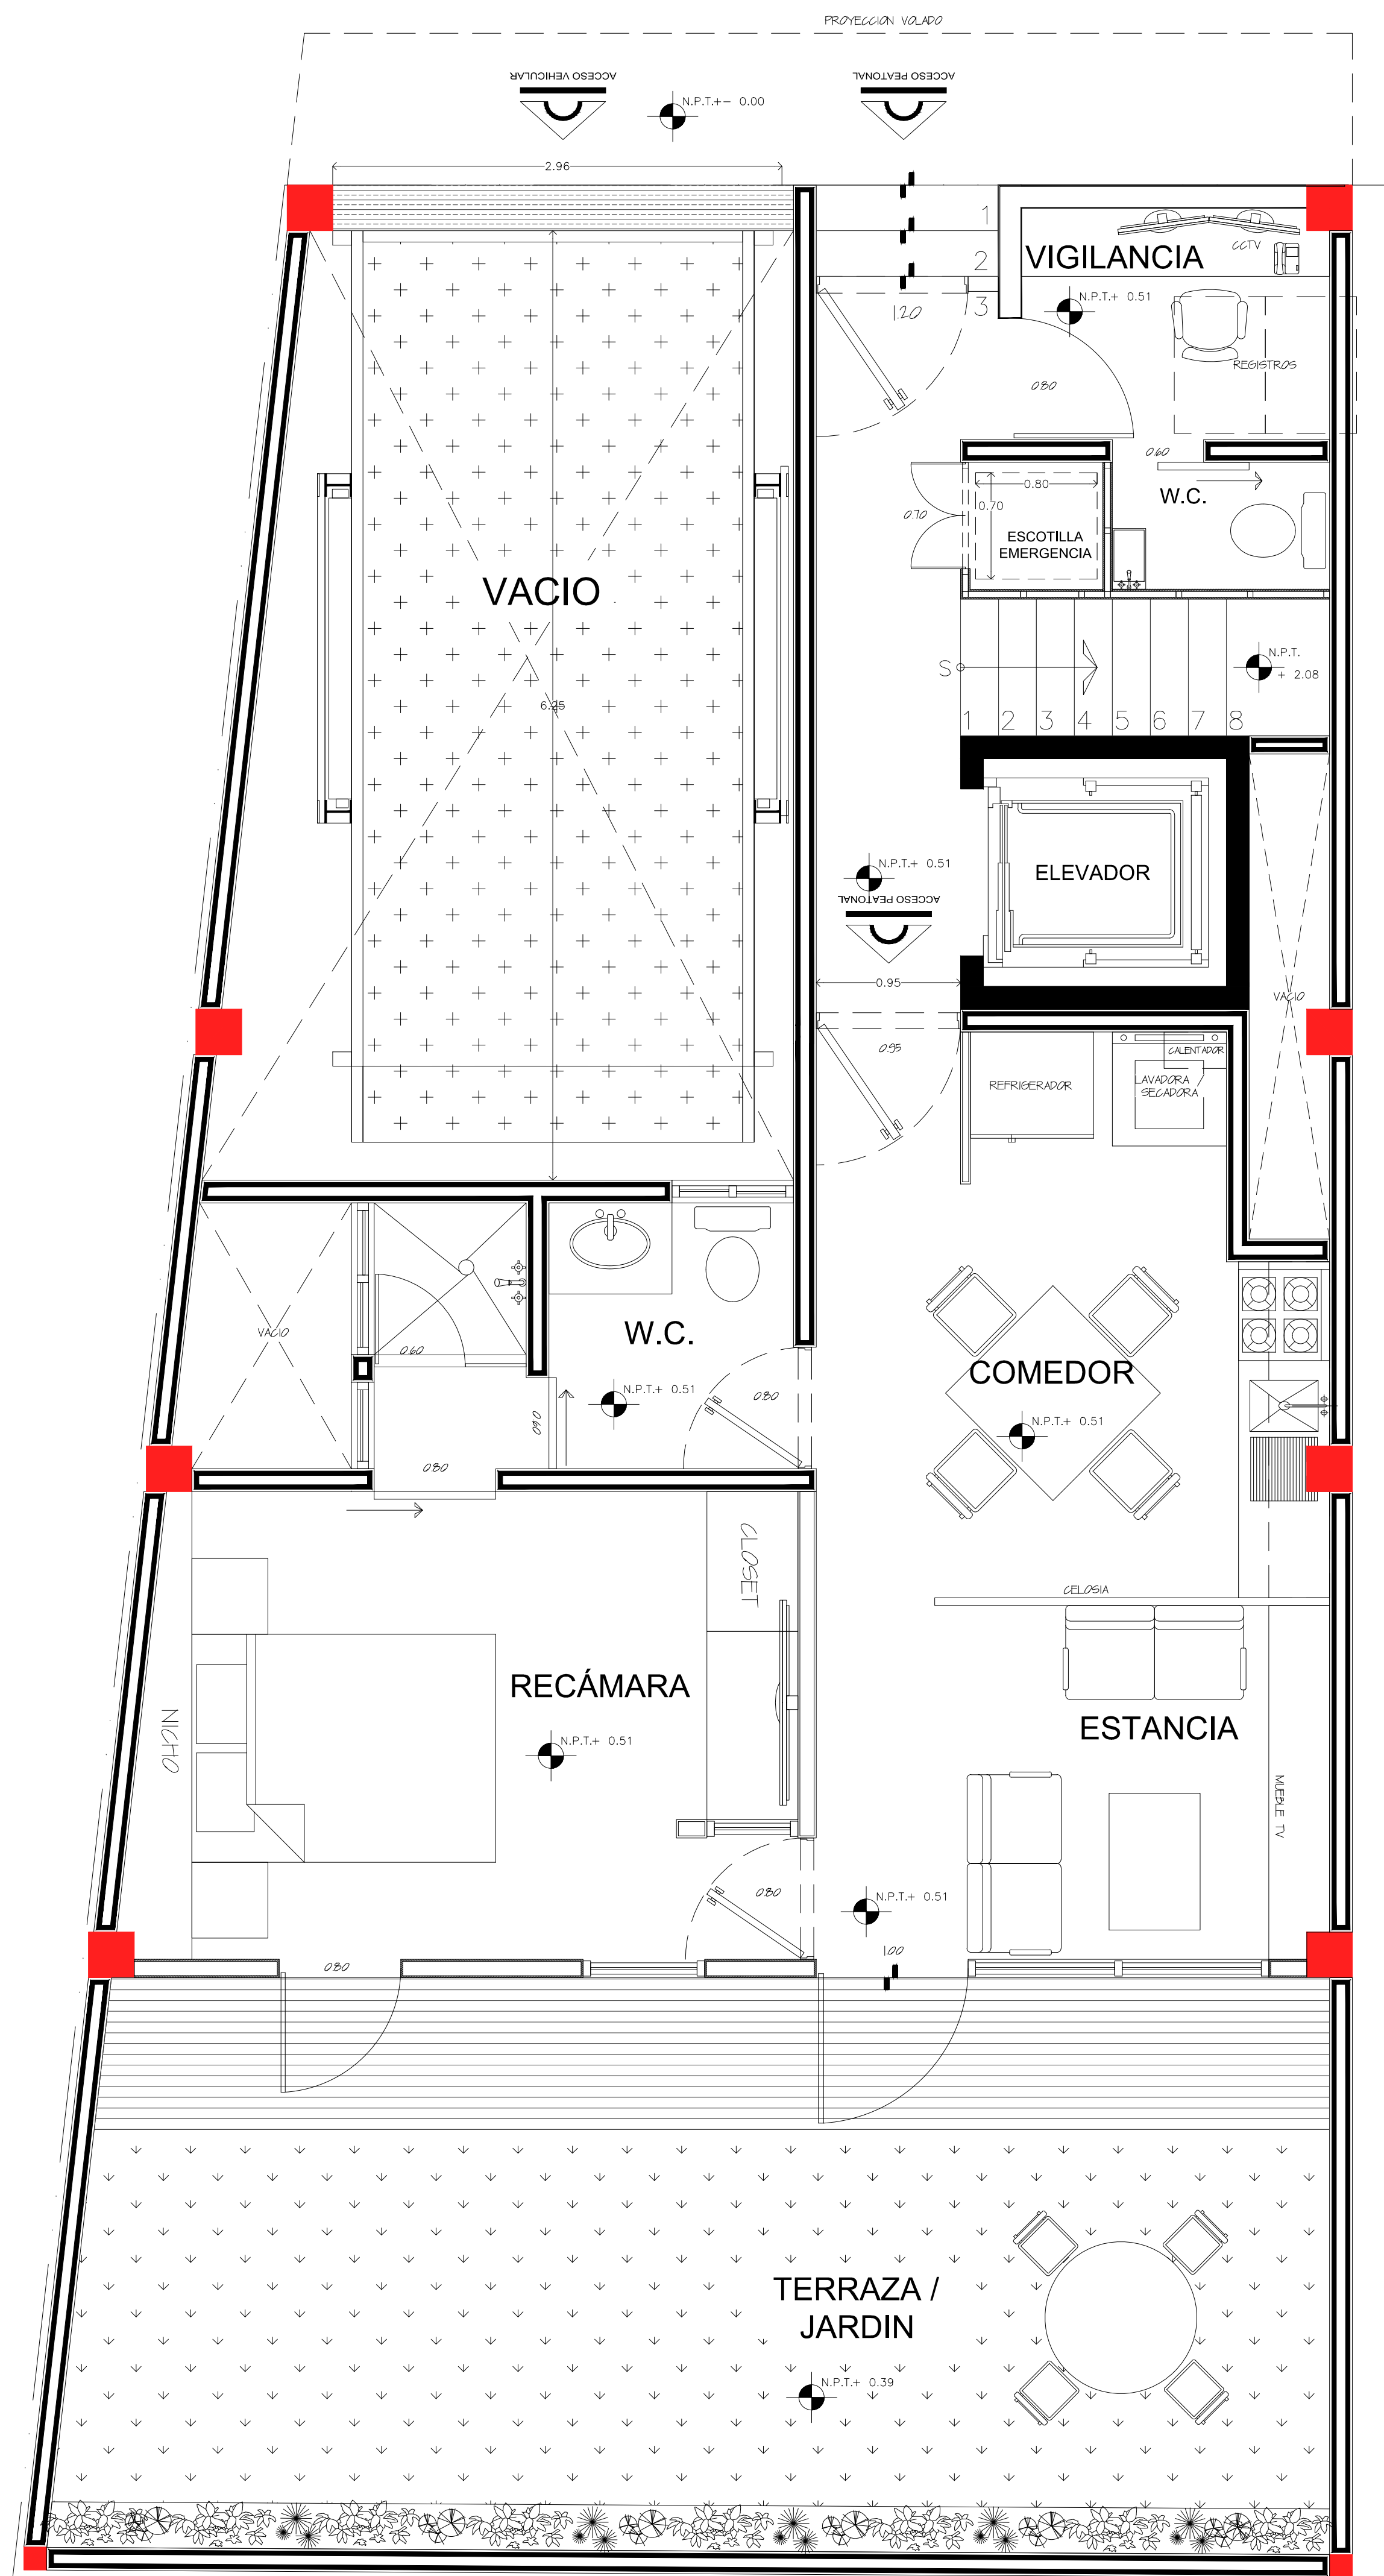 PROYECCION VOLADO
ACCESO VEHICULAR
ACCESO PEATONAL
N.P.T.+- 0.00
2.96
1
2
3
VIGILANCIA
CCTV
N.P.T.+ 0.51
1.20
REGISTROS
0.80
0.60
W.C.
0.80
0.70
0.70
ESCOTILLA
EMERGENCIA
VACIO
6.25
S
N.P.T.
+ 2.08
1 2 3 4 5 6 7 8
ELEVADOR
N.P.T.+ 0.51
ACCESO PEATONAL
0.95
VACIO
0.95
REFRIGERADOR
CALENTADOR
LAVADORA
SECADORA
VACIO
0.60
W.C.
N.P.T.+ 0.51
0.80
0.80
0.80
COMEDOR
N.P.T.+ 0.51
CLOSET
CELOSIA
RECÁMARA
N.P.T.+ 0.51
NICHO
ESTANCIA
MUEBLE TV
0.80
N.P.T.+ 0.51
1.00
0.80
TERRAZA /
JARDIN
N.P.T.+ 0.39